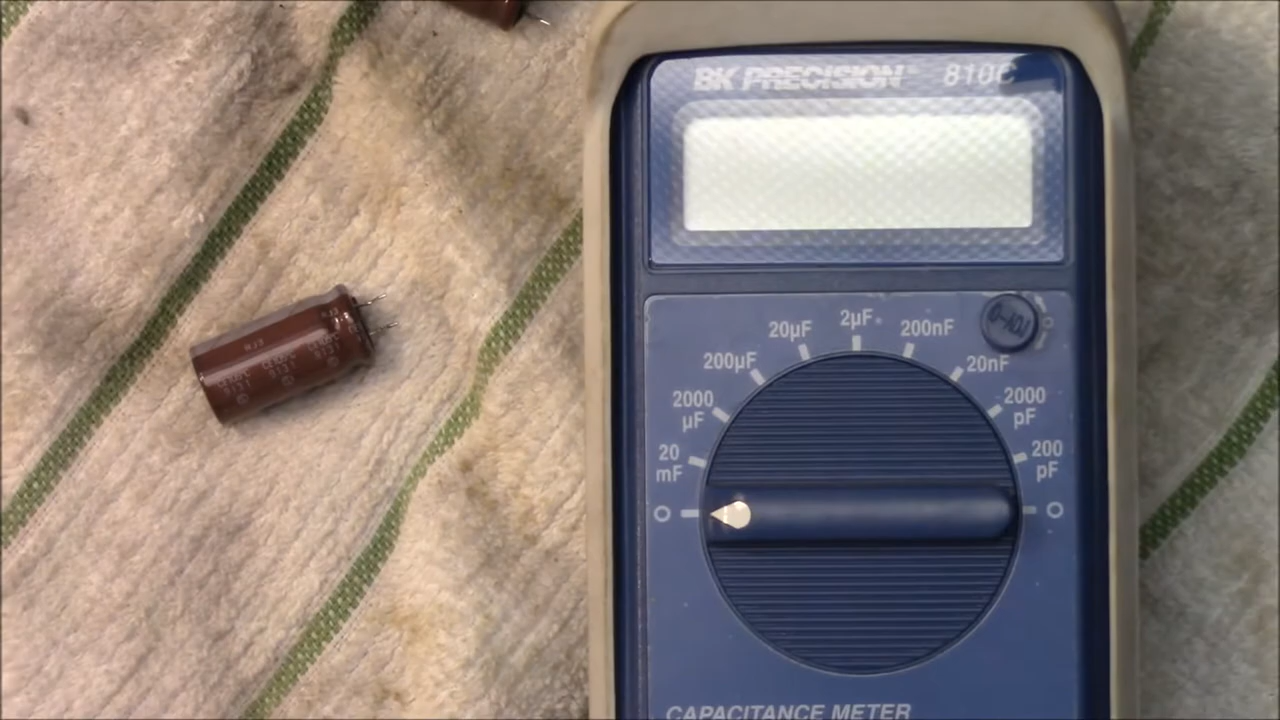 BK PRECISION 810C
0-ADJ
2µF
20µF
200nF
200µF
20nF
2000
µF
2000
pF
20
mF
200
pF
O
O
CAPACITANCE METER